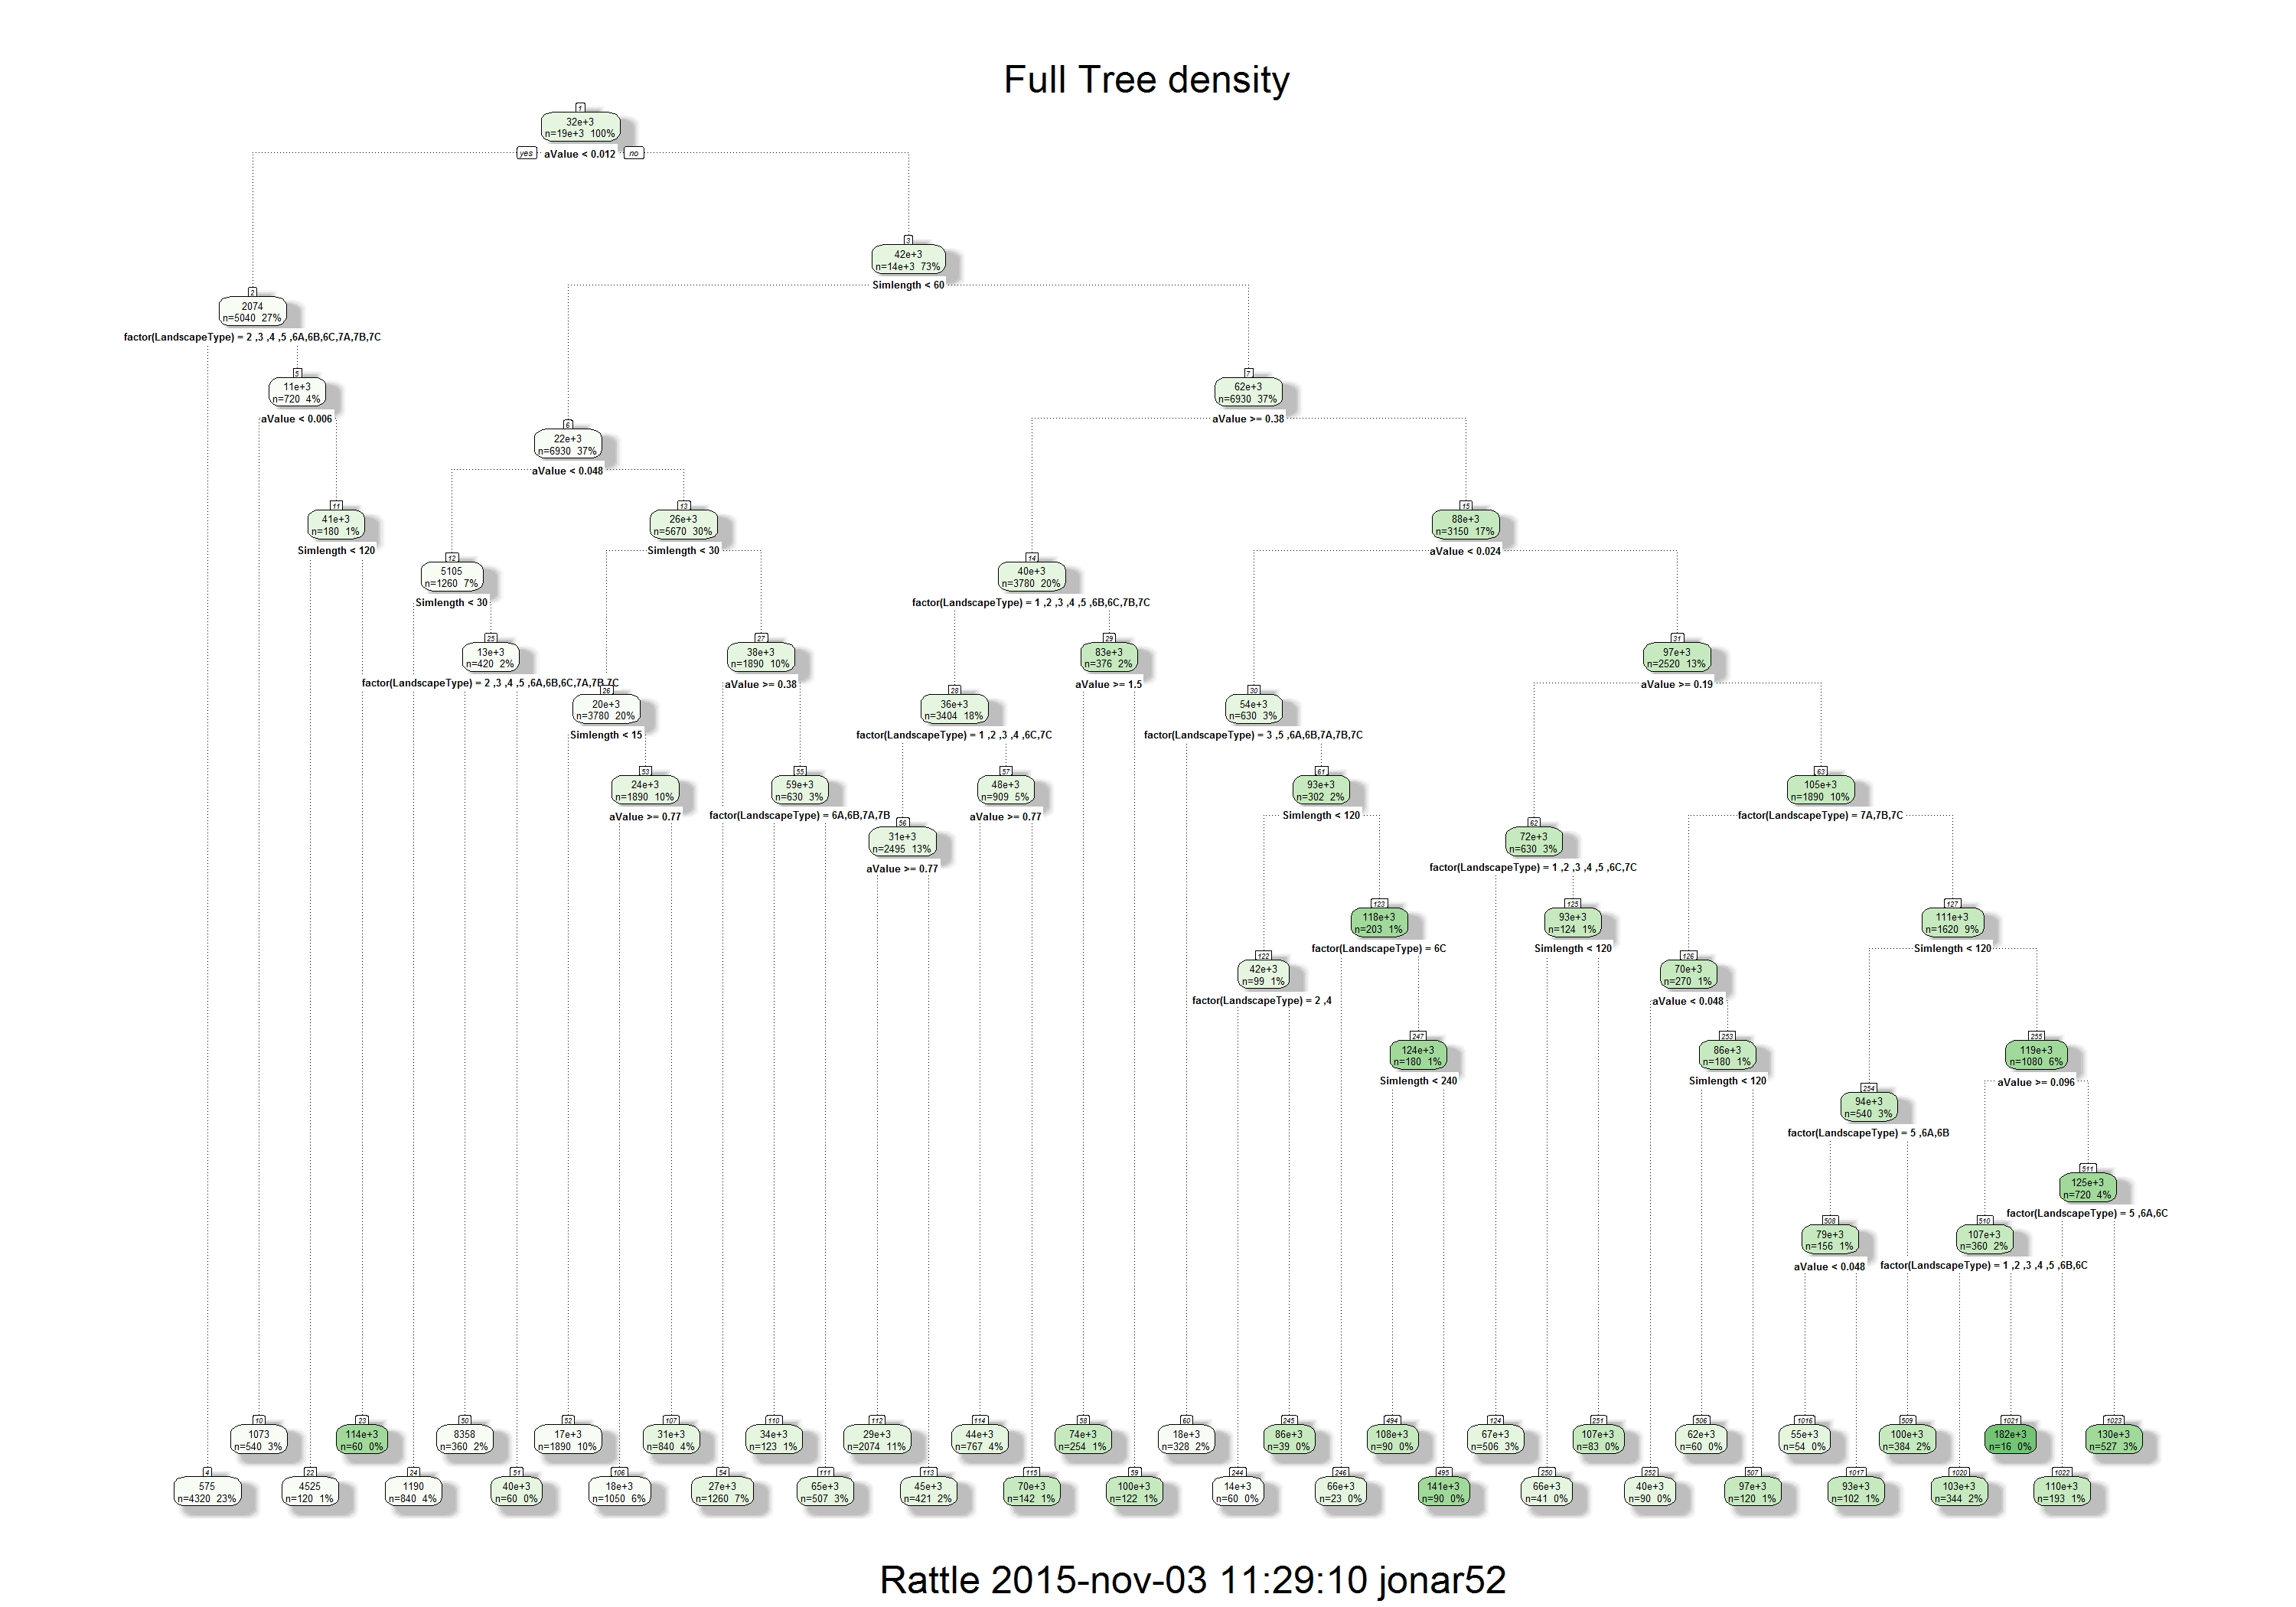 Full Tree density
1
32e+3
n=19e+3 100%
yes aValue < 0.012 no
3
42e+3
n=14e+3 73%
Simlength < 60
2
2074
n=5040 27%
factor(LandscapeType) = 2 ,3 ,4 ,5 ,6A,6B,6C,7A,7B,7C
5
11e+3
n=720 4%
aValue < 0.006
7
62e+3
n=6930 37%
aValue >= 0.38
6
22e+3
n=6930 37%
aValue < 0.048
11
41e+3
n=180 1%
Simlength < 120
13
26e+3
n=5670 30%
Simlength < 30
15
88e+3
n=3150 17%
aValue < 0.024
12
5105
n=1260 7%
Simlength < 30
14
40e+3
n=3780 20%
factor(LandscapeType) = 1 ,2 ,3 ,4 ,5 ,6B,6C,7B,7C
25
13e+3
n=420 2%
factor(LandscapeType) = 2 ,3 ,4 ,5 ,6A,6B,6C,7A,7B,7C
27
38e+3
n=1890 10%
aValue >= 0.38
29
83e+3
n=376 2%
aValue >= 1.5
31
97e+3
n=2520 13%
aValue >= 0.19
26
20e+3
n=3780 20%
Simlength < 15
28
36e+3
n=3404 18%
factor(LandscapeType) = 1 ,2 ,3 ,4 ,6C,7C
30
54e+3
n=630 3%
factor(LandscapeType) = 3 ,5 ,6A,6B,7A,7B,7C
53
24e+3
n=1890 10%
aValue >= 0.77
55
59e+3
n=630 3%
factor(LandscapeType) = 6A,6B,7A,7B
57
48e+3
n=909 5%
aValue >= 0.77
61
93e+3
n=302 2%
Simlength < 120
63
105e+3
n=1890 10%
factor(LandscapeType) = 7A,7B,7C
56
31e+3
n=2495 13%
aValue >= 0.77
62
72e+3
n=630 3%
factor(LandscapeType) = 1 ,2 ,3 ,4 ,5 ,6C,7C
123
118e+3
n=203 1%
factor(LandscapeType) = 6C
125
93e+3
n=124 1%
Simlength < 120
127
111e+3
n=1620 9%
Simlength < 120
122
42e+3
n=99 1%
factor(LandscapeType) = 2 ,4
126
70e+3
n=270 1%
aValue < 0.048
247
124e+3
n=180 1%
Simlength < 240
253
86e+3
n=180 1%
Simlength < 120
255
119e+3
n=1080 6%
aValue >= 0.096
254
94e+3
n=540 3%
factor(LandscapeType) = 5 ,6A,6B
511
125e+3
n=720 4%
factor(LandscapeType) = 5 ,6A,6C
508
79e+3
n=156 1%
aValue < 0.048
510
107e+3
n=360 2%
factor(LandscapeType) = 1 ,2 ,3 ,4 ,5 ,6B,6C
10
1073
n=540 3%
23
114e+3
n=60 0%
50
8358
n=360 2%
52
17e+3
n=1890 10%
107
31e+3
n=840 4%
110
34e+3
n=123 1%
112
29e+3
n=2074 11%
114
44e+3
n=767 4%
58
74e+3
n=254 1%
60
18e+3
n=328 2%
245
86e+3
n=39 0%
494
108e+3
n=90 0%
124
67e+3
n=506 3%
251
107e+3
n=83 0%
506
62e+3
n=60 0%
1016
55e+3
n=54 0%
509
100e+3
n=384 2%
1021
182e+3
n=16 0%
1023
130e+3
n=527 3%
4
575
n=4320 23%
22
4525
n=120 1%
24
1190
n=840 4%
51
40e+3
n=60 0%
106
18e+3
n=1050 6%
54
27e+3
n=1260 7%
111
65e+3
n=507 3%
113
45e+3
n=421 2%
115
70e+3
n=142 1%
59
100e+3
n=122 1%
244
14e+3
n=60 0%
246
66e+3
n=23 0%
495
141e+3
n=90 0%
250
66e+3
n=41 0%
252
40e+3
n=90 0%
507
97e+3
n=120 1%
1017
93e+3
n=102 1%
1020
103e+3
n=344 2%
1022
110e+3
n=193 1%
Rattle 2015-nov-03 11:29:10 jonar52